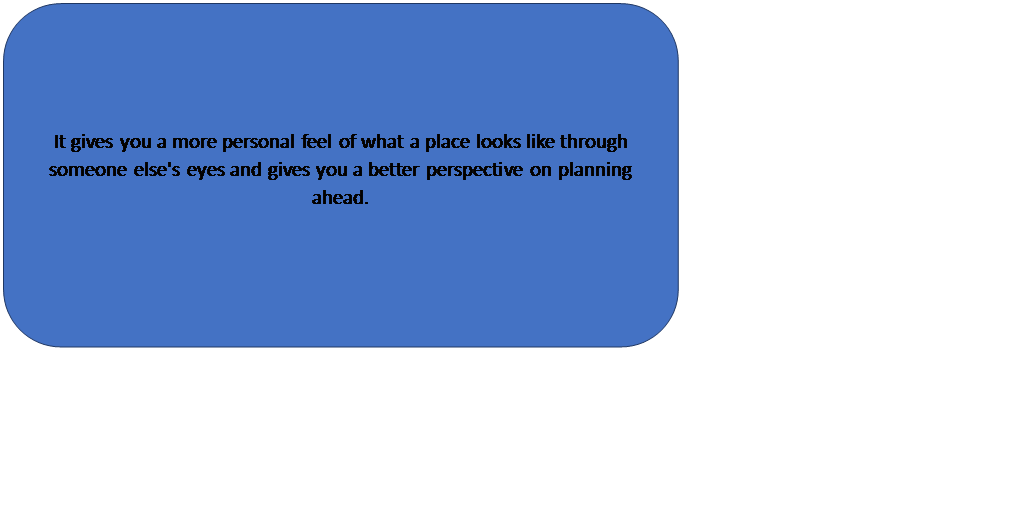 It gives you a more personal feel of what a place looks like through
someone else's eyes and gives you a better perspective on planning
ahead.